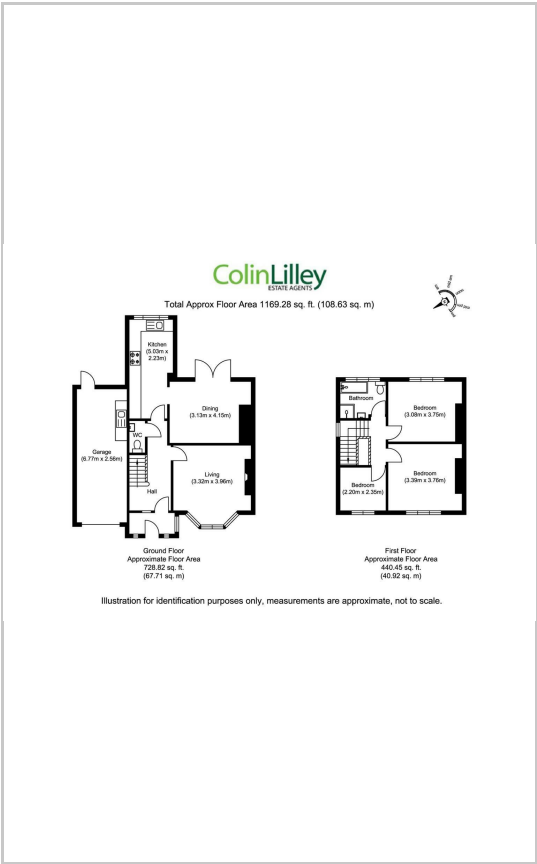 ColinLilley
ESTATE AGENTS
Total Approx Floor Area 1169.28 sq. ft. (108.63 sq. m)
Kitchen
(5.03m x
2.23m)
Dining
(3.13m x 4.15m)
WC
Garage
(6.77m x 2.56m)
Living
(3.32m x 3.96m)
Hall
Ground Floor
Approximate Floor Area
728.82 sq. ft.
(67.71 sq. m)
Bathroom
Bedroom
(3.08m x 3.75m)
Bedroom
(3.39m x 3.76m)
Bedroom
(2.20m x 2.35m)
First Floor
Approximate Floor Area
440.45 sq. ft.
(40.92 sq. m)
Illustration for identification purposes only, measurements are approximate, not to scale.